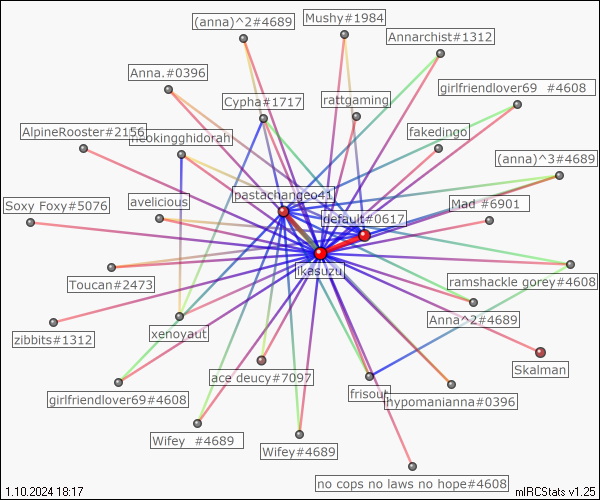 (anna)^2#4689
Mushy#1984
Annarchist#1312
Anna.#0396
girlfriendlover69 #4608
Cypha#1717
rattgaming
AlpineRooster#2156
neokingghidorah
fakedingo
(anna)^3#4689
pastachangeo41
avelicious
Soxy Foxy#5076
default#0617
Mad #6901
ikasuzu
Toucan#2473
ramshackle gorey#4608
zibbits#1312
xenoyaut
Anna^2#4689
ace deucy#7097
Skalman
girlfriendlover69#4608
frisout
hypomanianna#0396
Wifey #4689
Wifey#4689
no cops no laws no hope#4608
1.10.2024 18:17
mIRCStats v1.25